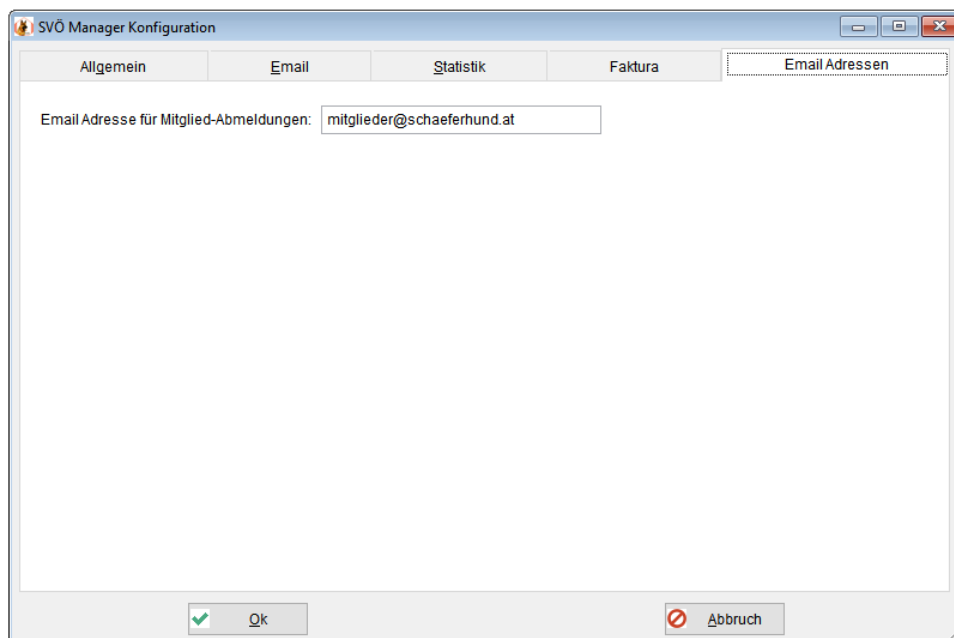 SVÖ Manager Konfiguration
Allgemein Email Statistik Faktura Email Adressen
Email Adresse für Mitglied-Abmeldungen: mitglieder@schaeferhund.at
Ok Abbruch